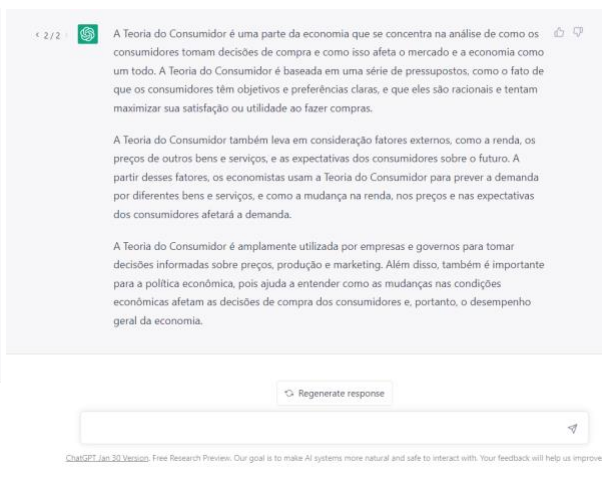 < 2/2 >
A Teoria do Consumidor é uma parte da economia que se concentra na análise de como os
consumidores tomam decisões de compra e como isso afeta o mercado e a economia como
um todo. A Teoria do Consumidor é baseada em uma série de pressupostos, como o fato de
que os consumidores têm objetivos e preferências claras, e que eles são racionais e tentam
maximizar sua satisfação ou utilidade ao fazer compras.
A Teoria do Consumidor também leva em consideração fatores externos, como a renda, os
preços de outros bens e serviços, e as expectativas dos consumidores sobre o futuro. A
partir desses fatores, os economistas usam a Teoria do Consumidor para prever a demanda
por diferentes bens e serviços, e como a mudança na renda, nos preços e nas expectativas
dos consumidores afetará a demanda.
A Teoria do Consumidor é amplamente utilizada por empresas e governos para tomar
decisões informadas sobre preços, produção e marketing. Além disso, também é importante
para a política econômica, pois ajuda a entender como as mudanças nas condições
econômicas afetam as decisões de compra dos consumidores e, portanto, o desempenho
geral da economia.
Regenerate response
ChatGPT Jan 30 Version. Free Research Preview. Our goal is to make AI systems more natural and safe to interact with. Your feedback will help us improve